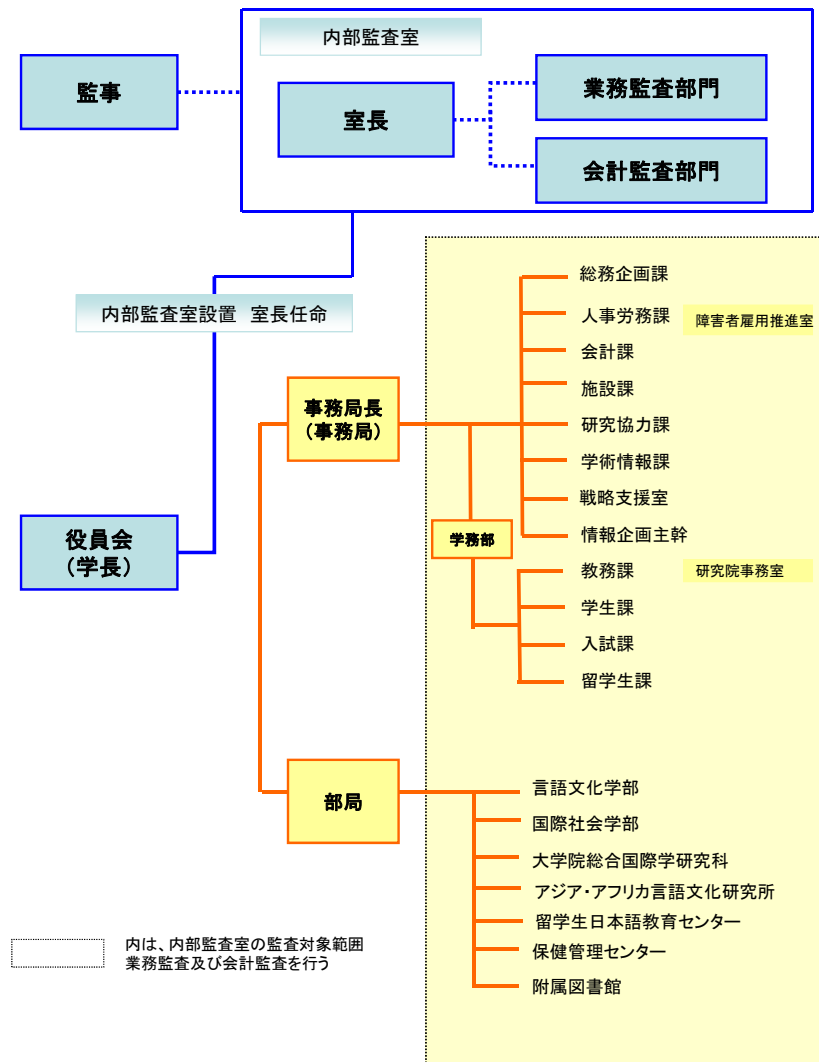 内部監査室
監事
室長
業務監査部門
会計監査部門
内部監査室設置 室長任命
役員会
(学長)
事務局長
(事務局)
総務企画課
人事労務課
障害者雇用推進室
会計課
施設課
研究協力課
学術情報課
戦略支援室
情報企画主幹
学務部
教務課
研究院事務室
学生課
入試課
留学生課
部局
言語文化学部
国際社会学部
大学院総合国際学研究科
アジア・アフリカ言語文化研究所
留学生日本語教育センター
保健管理センター
附属図書館
内は、内部監査室の監査対象範囲
業務監査及び会計監査を行う